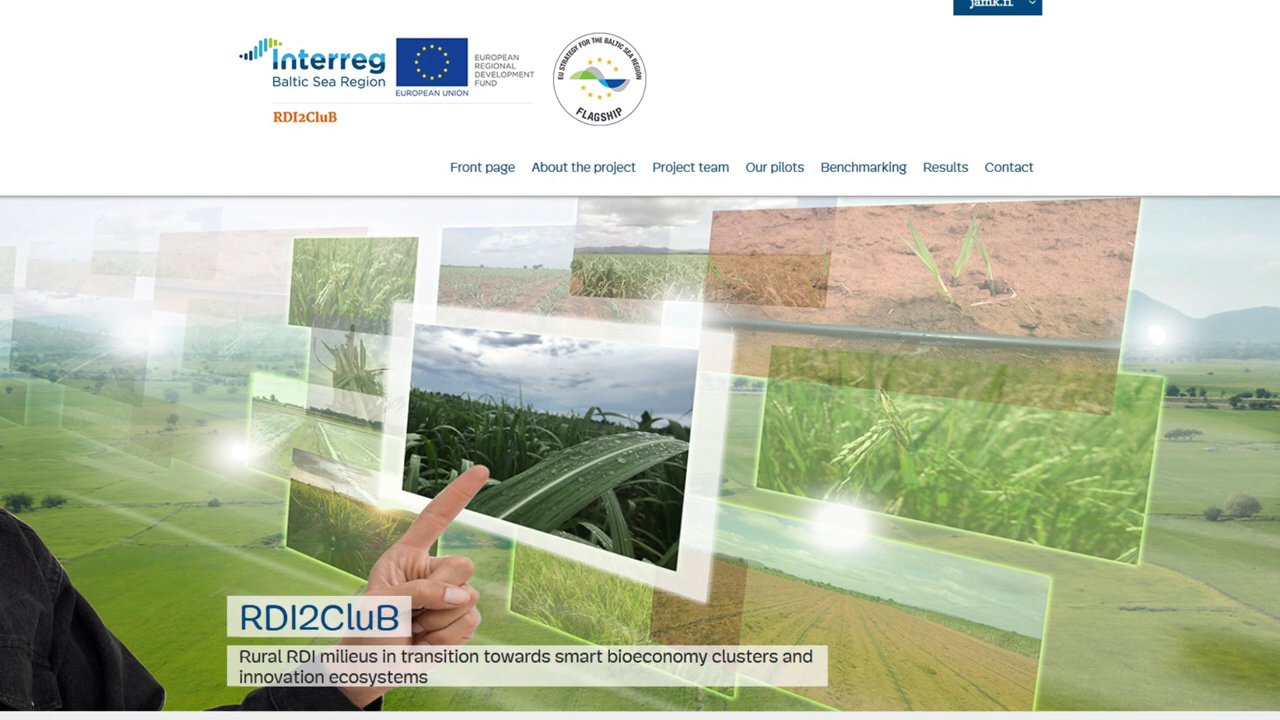 jamk.fi
Interreg
Baltic Sea Region
EUROPEAN UNION
EUROPEAN
REGIONAL
DEVELOPMENT
FUND
EU STRATEGY FOR THE BALTIC SEA REGION
FLAGSHIP
RDI2CluB
Front page About the project Project team Our pilots Benchmarking Results Contact
RDI2CluB
Rural RDI milieus in transition towards smart bioeconomy clusters and
innovation ecosystems